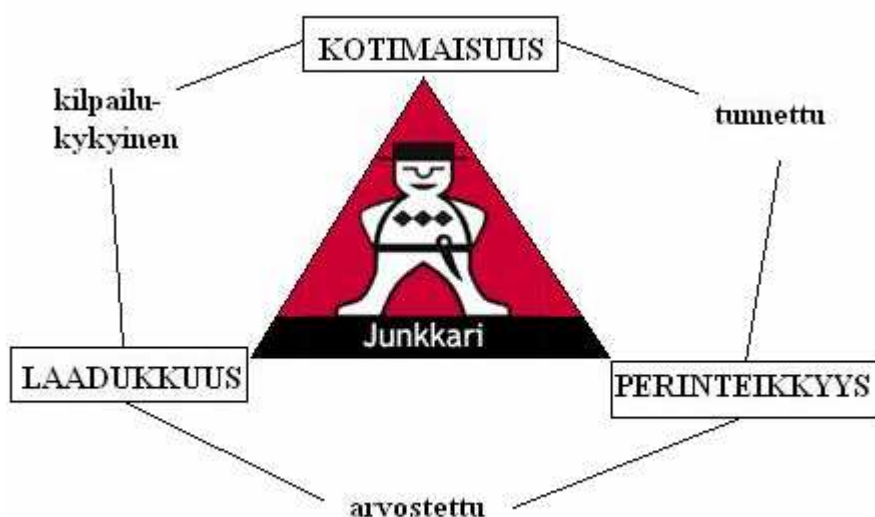 KOTIMAISUUS
kilpailu-
kykyinen
tunnettu
Junkkari
LAADUKKUUS
PERINTEIKKYYS
arvostettu